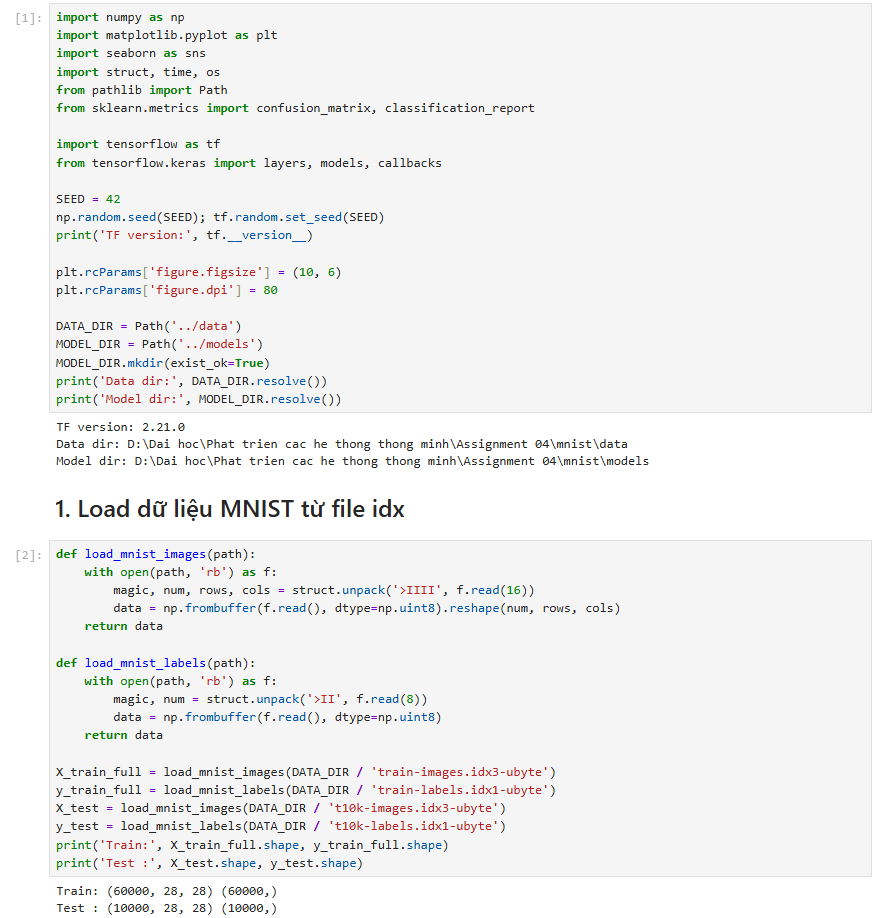 [1]:
import numpy as np
import matplotlib.pyplot as plt
import seaborn as sns
import struct, time, os
from pathlib import Path
from sklearn.metrics import confusion_matrix, classification_report

import tensorflow as tf
from tensorflow.keras import layers, models, callbacks

SEED = 42
np.random.seed(SEED); tf.random.set_seed(SEED)
print('TF version:', tf.__version__)

plt.rcParams['figure.figsize'] = (10, 6)
plt.rcParams['figure.dpi'] = 80

DATA_DIR = Path('../data')
MODEL_DIR = Path('../models')
MODEL_DIR.mkdir(exist_ok=True)
print('Data dir:', DATA_DIR.resolve())
print('Model dir:', MODEL_DIR.resolve())
TF version: 2.21.0
Data dir: D:\Dai hoc\Phat trien cac he thong thong minh\Assignment 04\mnist\data
Model dir: D:\Dai hoc\Phat trien cac he thong thong minh\Assignment 04\mnist\models
1. Load dữ liệu MNIST từ file idx
[2]:
def load_mnist_images(path):
    with open(path, 'rb') as f:
        magic, num, rows, cols = struct.unpack('>IIII', f.read(16))
        data = np.frombuffer(f.read(), dtype=np.uint8).reshape(num, rows, cols)
    return data

def load_mnist_labels(path):
    with open(path, 'rb') as f:
        magic, num = struct.unpack('>II', f.read(8))
        data = np.frombuffer(f.read(), dtype=np.uint8)
    return data

X_train_full = load_mnist_images(DATA_DIR / 'train-images.idx3-ubyte')
y_train_full = load_mnist_labels(DATA_DIR / 'train-labels.idx1-ubyte')
X_test = load_mnist_images(DATA_DIR / 't10k-images.idx3-ubyte')
y_test = load_mnist_labels(DATA_DIR / 't10k-labels.idx1-ubyte')
print('Train:', X_train_full.shape, y_train_full.shape)
print('Test :', X_test.shape, y_test.shape)
Train: (60000, 28, 28) (60000,)
Test : (10000, 28, 28) (10000,)